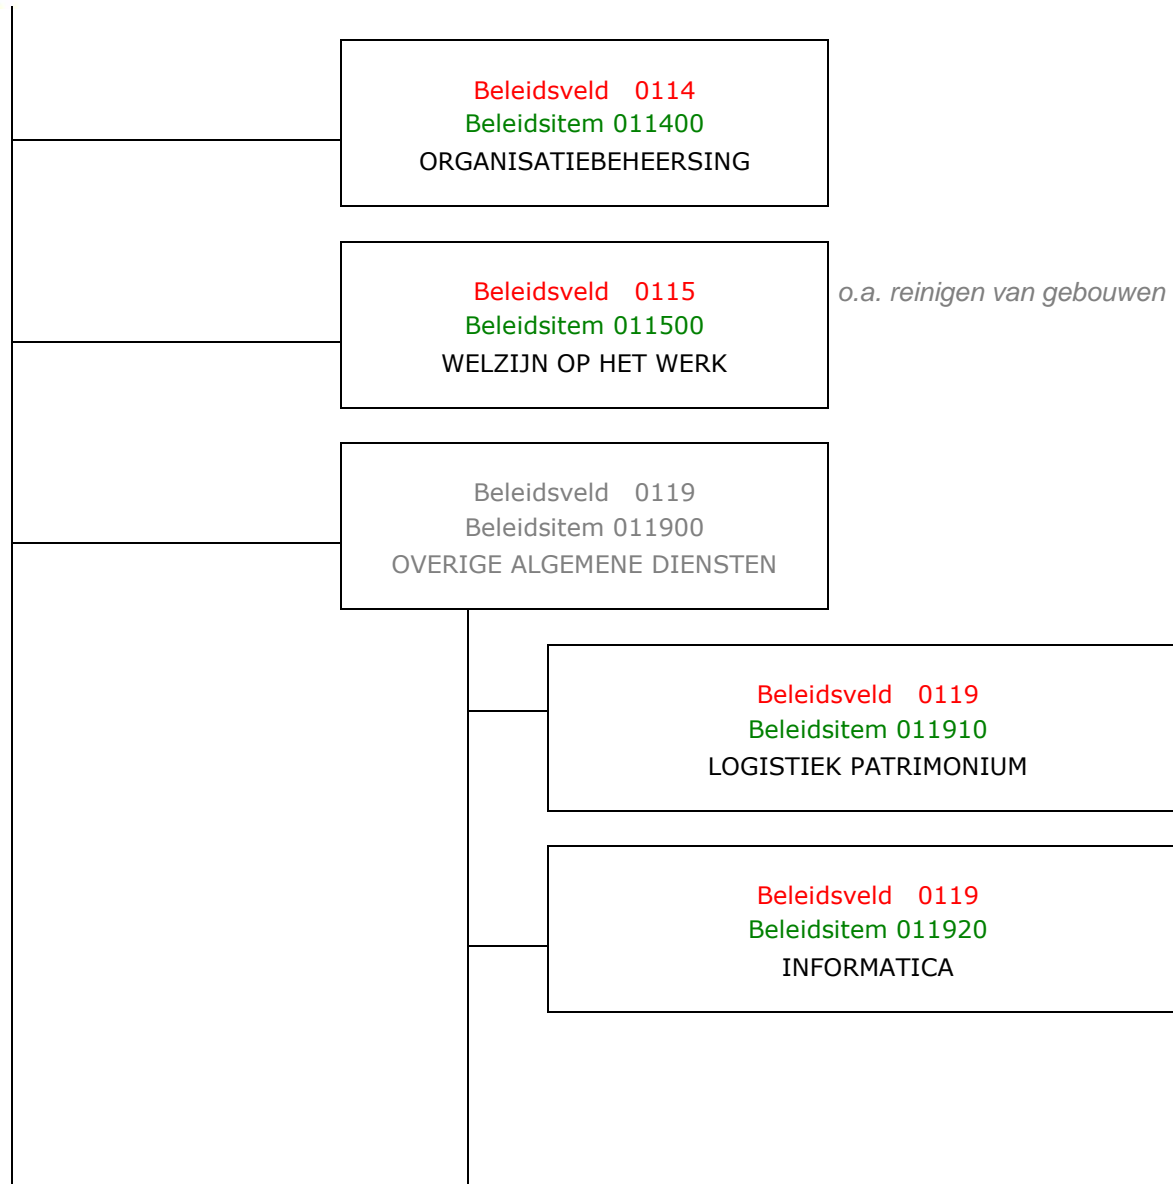 Beleidsveld 0114
Beleidsitem 011400
ORGANISATIEBEHEERSING
Beleidsveld 0115
o.a. reinigen van gebouwen
Beleidsitem 011500
WELZIJN OP HET WERK
Beleidsveld 0119
Beleidsitem 011900
OVERIGE ALGEMENE DIENSTEN
Beleidsveld 0119
Beleidsitem 011910
LOGISTIEK PATRIMONIUM
Beleidsveld 0119
Beleidsitem 011920
INFORMATICA